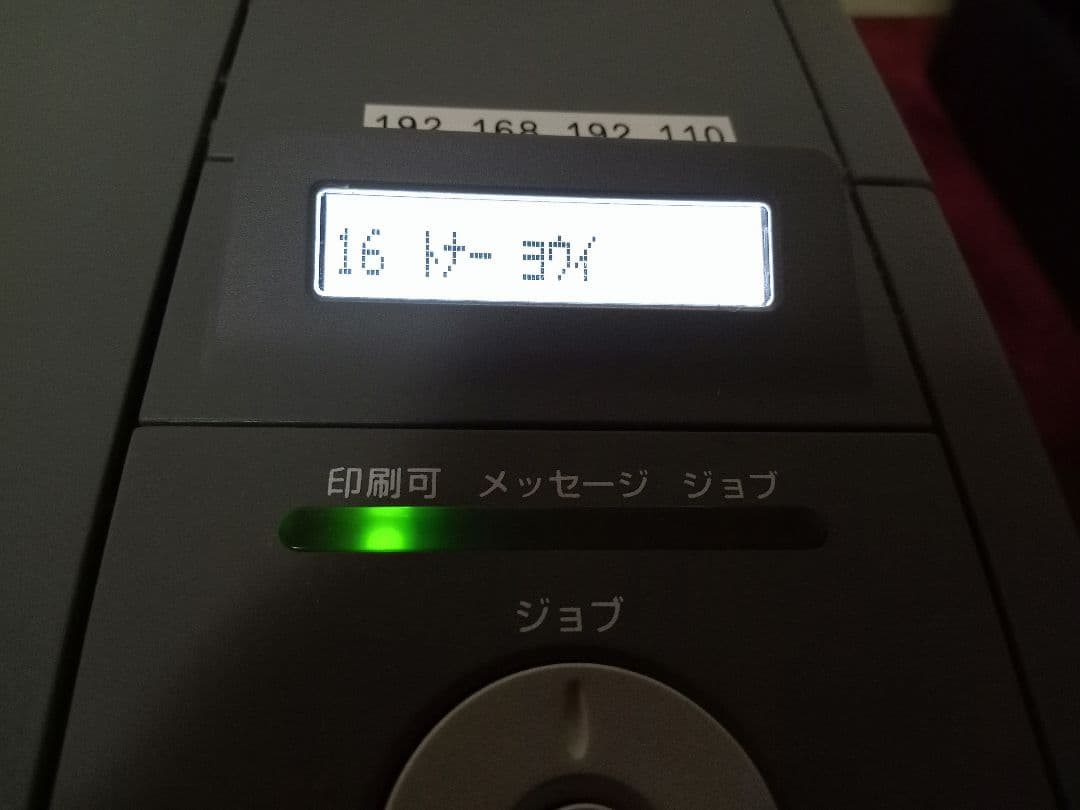 192.168.192.110
16 トナー ヨウイ
印刷可 メッセージ ジョブ
ジョブ